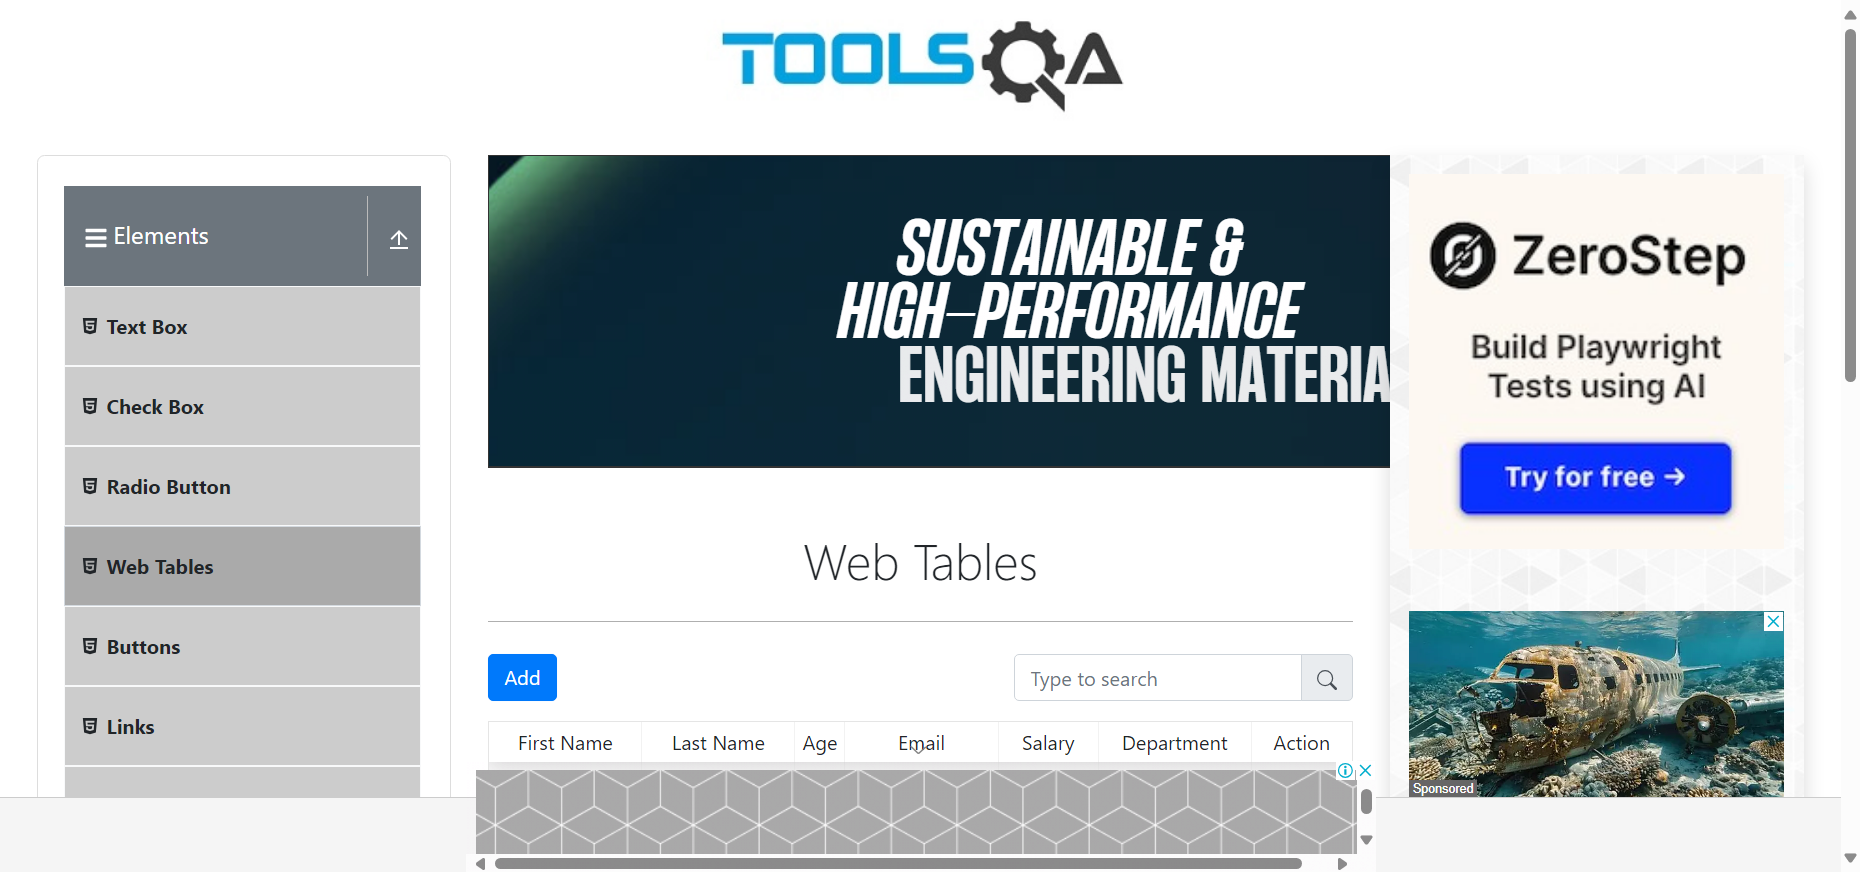 TOOLSQA
Elements
Text Box
Check Box
Radio Button
Web Tables
Buttons
Links
SUSTAINABLE &
HIGH–PERFORMANCE
ENGINEERING MATERIA
Web Tables
Add
Type to search
First Name Last Name Age Email Salary Department Action
ZeroStep
Build Playwright
Tests using AI
Try for free →
Sponsored